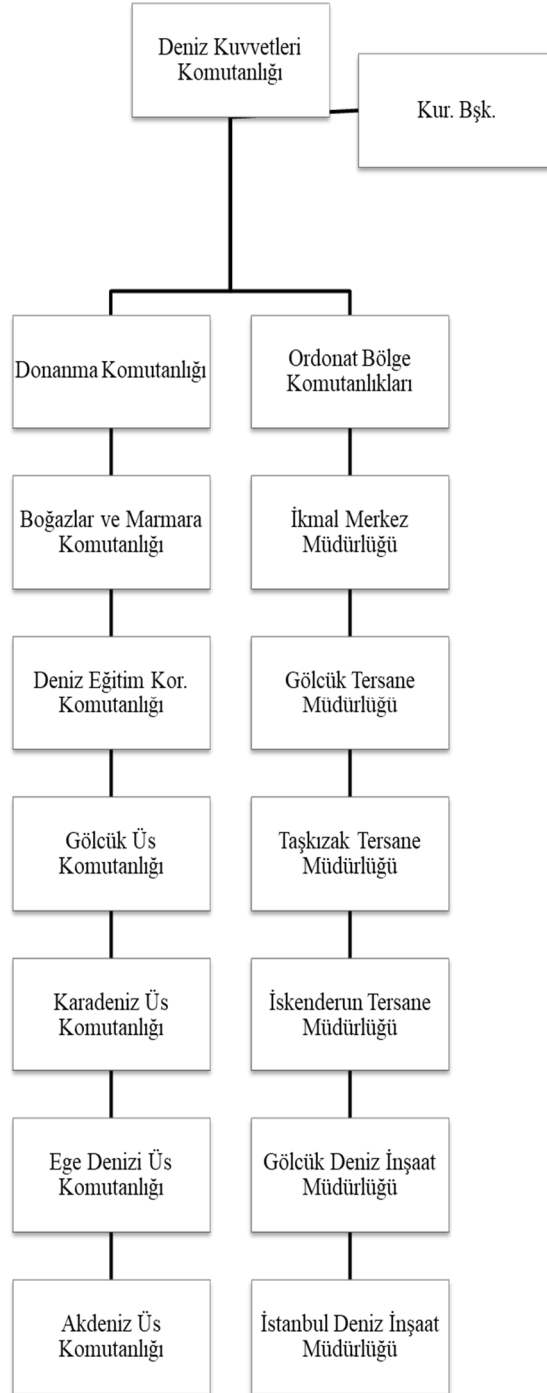 Deniz Kuvvetleri
Komutanlığı
Kur. Bşk.
Donanma Komutanlığı
Ordonat Bölge
Komutanlıkları
Boğazlar ve Marmara
Komutanlığı
İkmal Merkez
Müdürlüğü
Deniz Eğitim Kor.
Komutanlığı
Gölcük Tersane
Müdürlüğü
Gölcük Üs
Komutanlığı
Taşkızak Tersane
Müdürlüğü
Karadeniz Üs
Komutanlığı
İskenderun Tersane
Müdürlüğü
Ege Denizi Üs
Komutanlığı
Gölcük Deniz İnşaat
Müdürlüğü
Akdeniz Üs
Komutanlığı
İstanbul Deniz İnşaat
Müdürlüğü